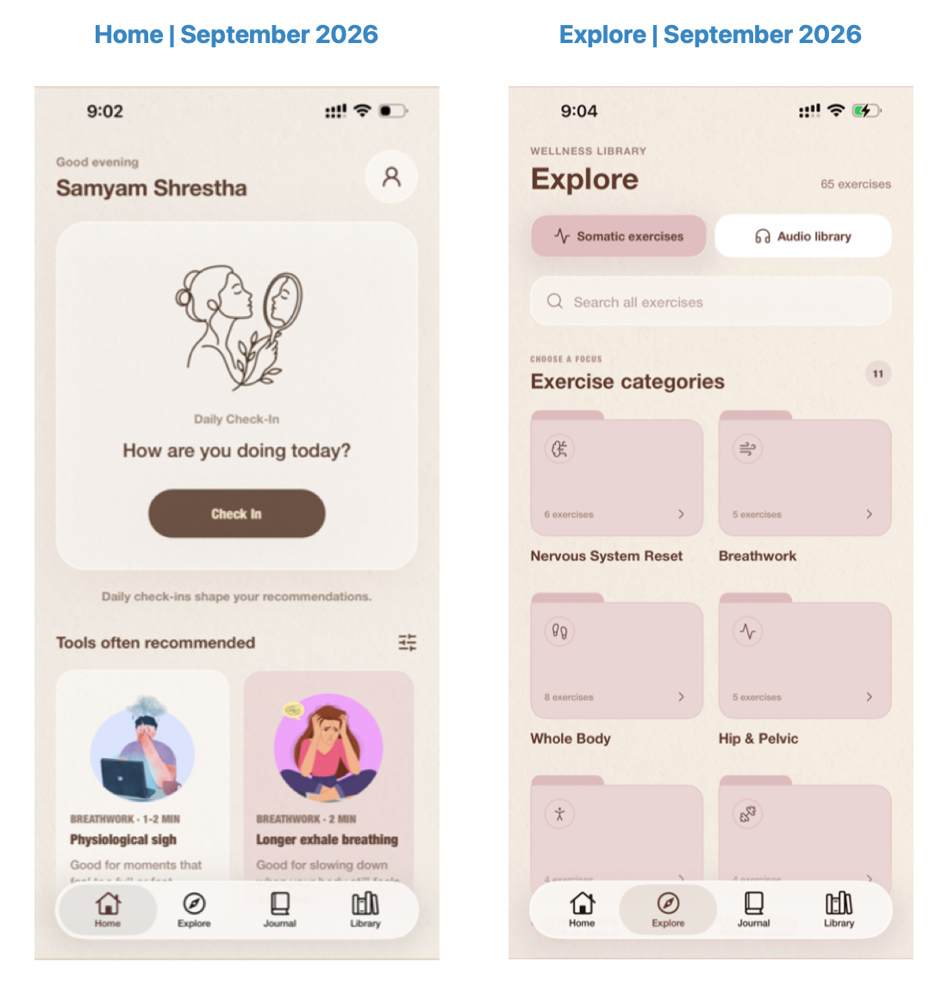 Home | September 2026
9:02
Good evening
Samyam Shrestha
Daily Check-In
How are you doing today?
Check In
Daily check-ins shape your recommendations.
Tools often recommended
BREATHWORK · 1-2 MIN
Physiological sigh
Good for moments that
BREATHWORK · 2 MIN
Longer exhale breathing
Good for slowing down
Home
Explore
Journal
Library
Explore | September 2026
9:04
WELLNESS LIBRARY
Explore
65 exercises
Somatic exercises
Audio library
Search all exercises
CHOOSE A FOCUS
Exercise categories
11
6 exercises
Nervous System Reset
5 exercises
Breathwork
8 exercises
Whole Body
5 exercises
Hip & Pelvic
4 exercises
4 exercises
Home
Explore
Journal
Library